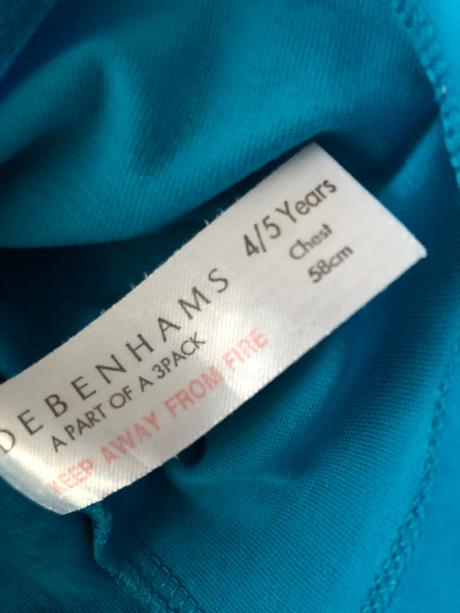 DEBENHAMS
A PART OF A 3PACK
KEEP AWAY FROM FIRE
4/5 Years
Chest
58cm